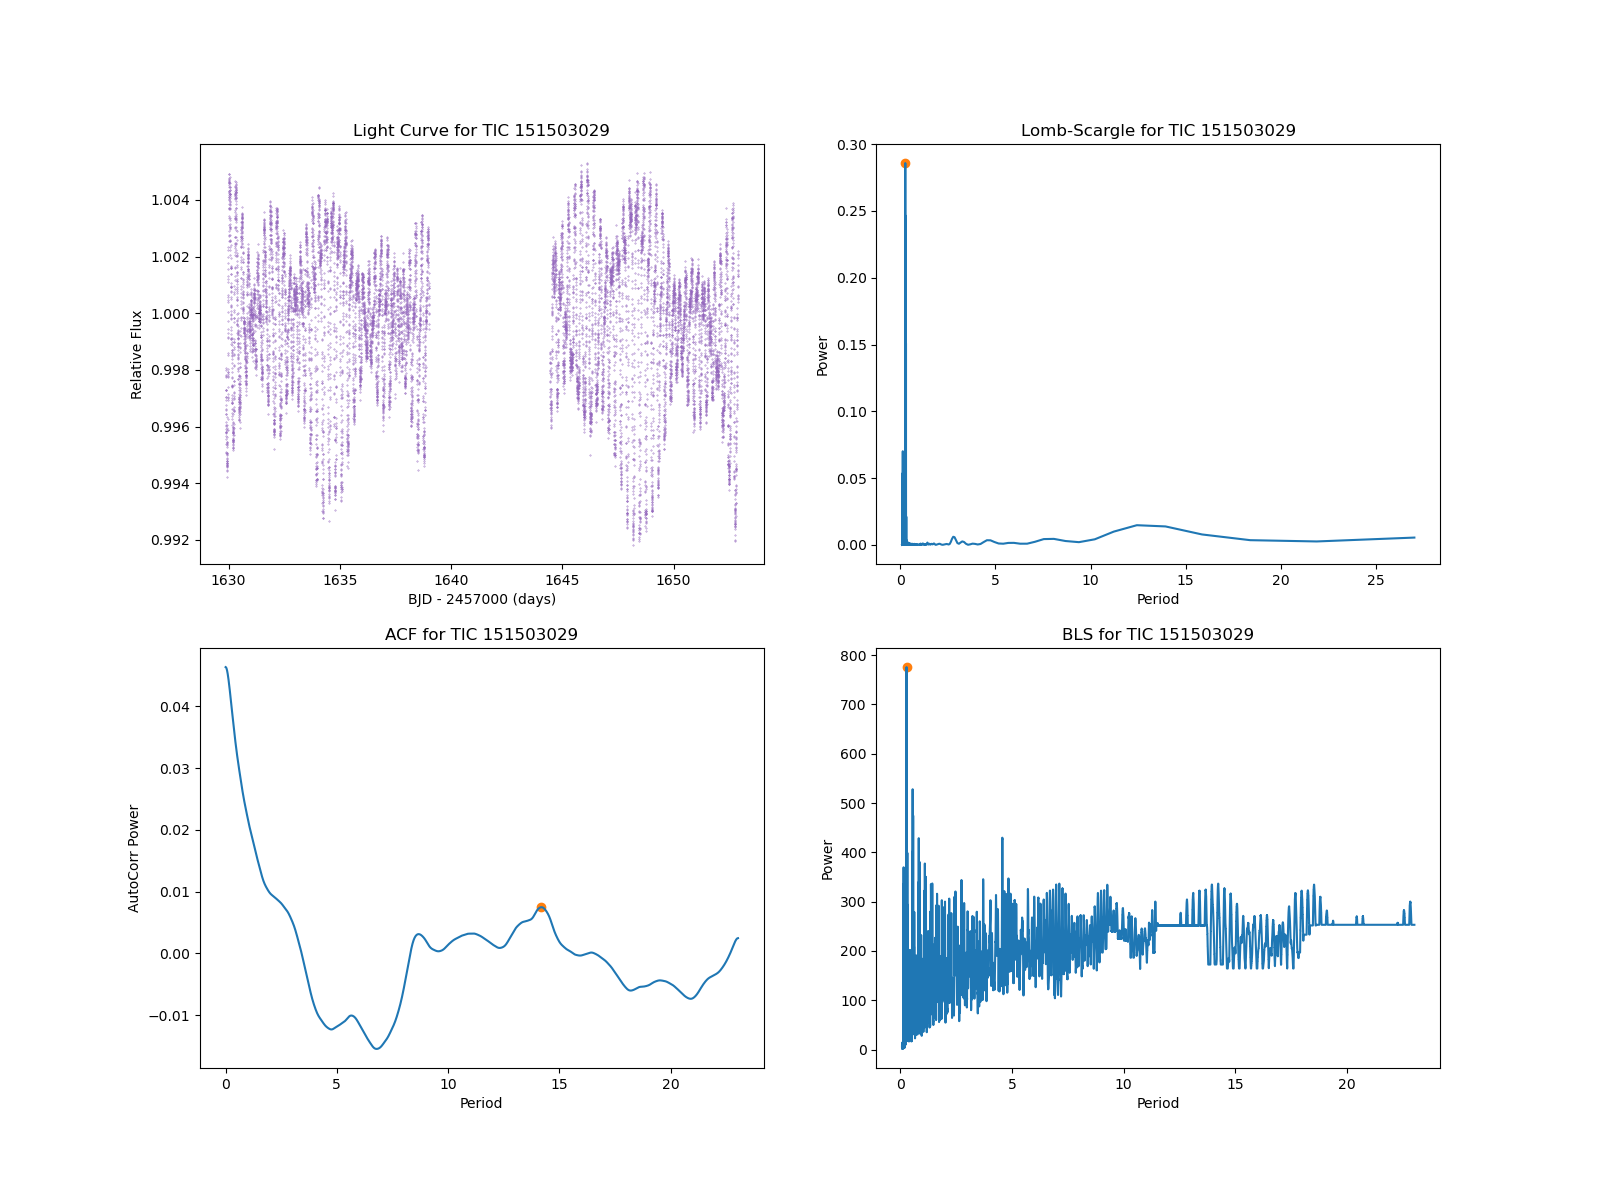 Light Curve for TIC 151503029
Relative Flux
1.004
1.002
1.000
0.998
0.996
0.994
0.992
1630 1635 1640 1645 1650
BJD - 2457000 (days)
Lomb-Scargle for TIC 151503029
Power
0.30
0.25
0.20
0.15
0.10
0.05
0.00
0 5 10 15 20 25
Period
ACF for TIC 151503029
AutoCorr Power
0.04
0.03
0.02
0.01
0.00
−0.01
0 5 10 15 20
Period
BLS for TIC 151503029
Power
800
700
600
500
400
300
200
100
0
0 5 10 15 20
Period